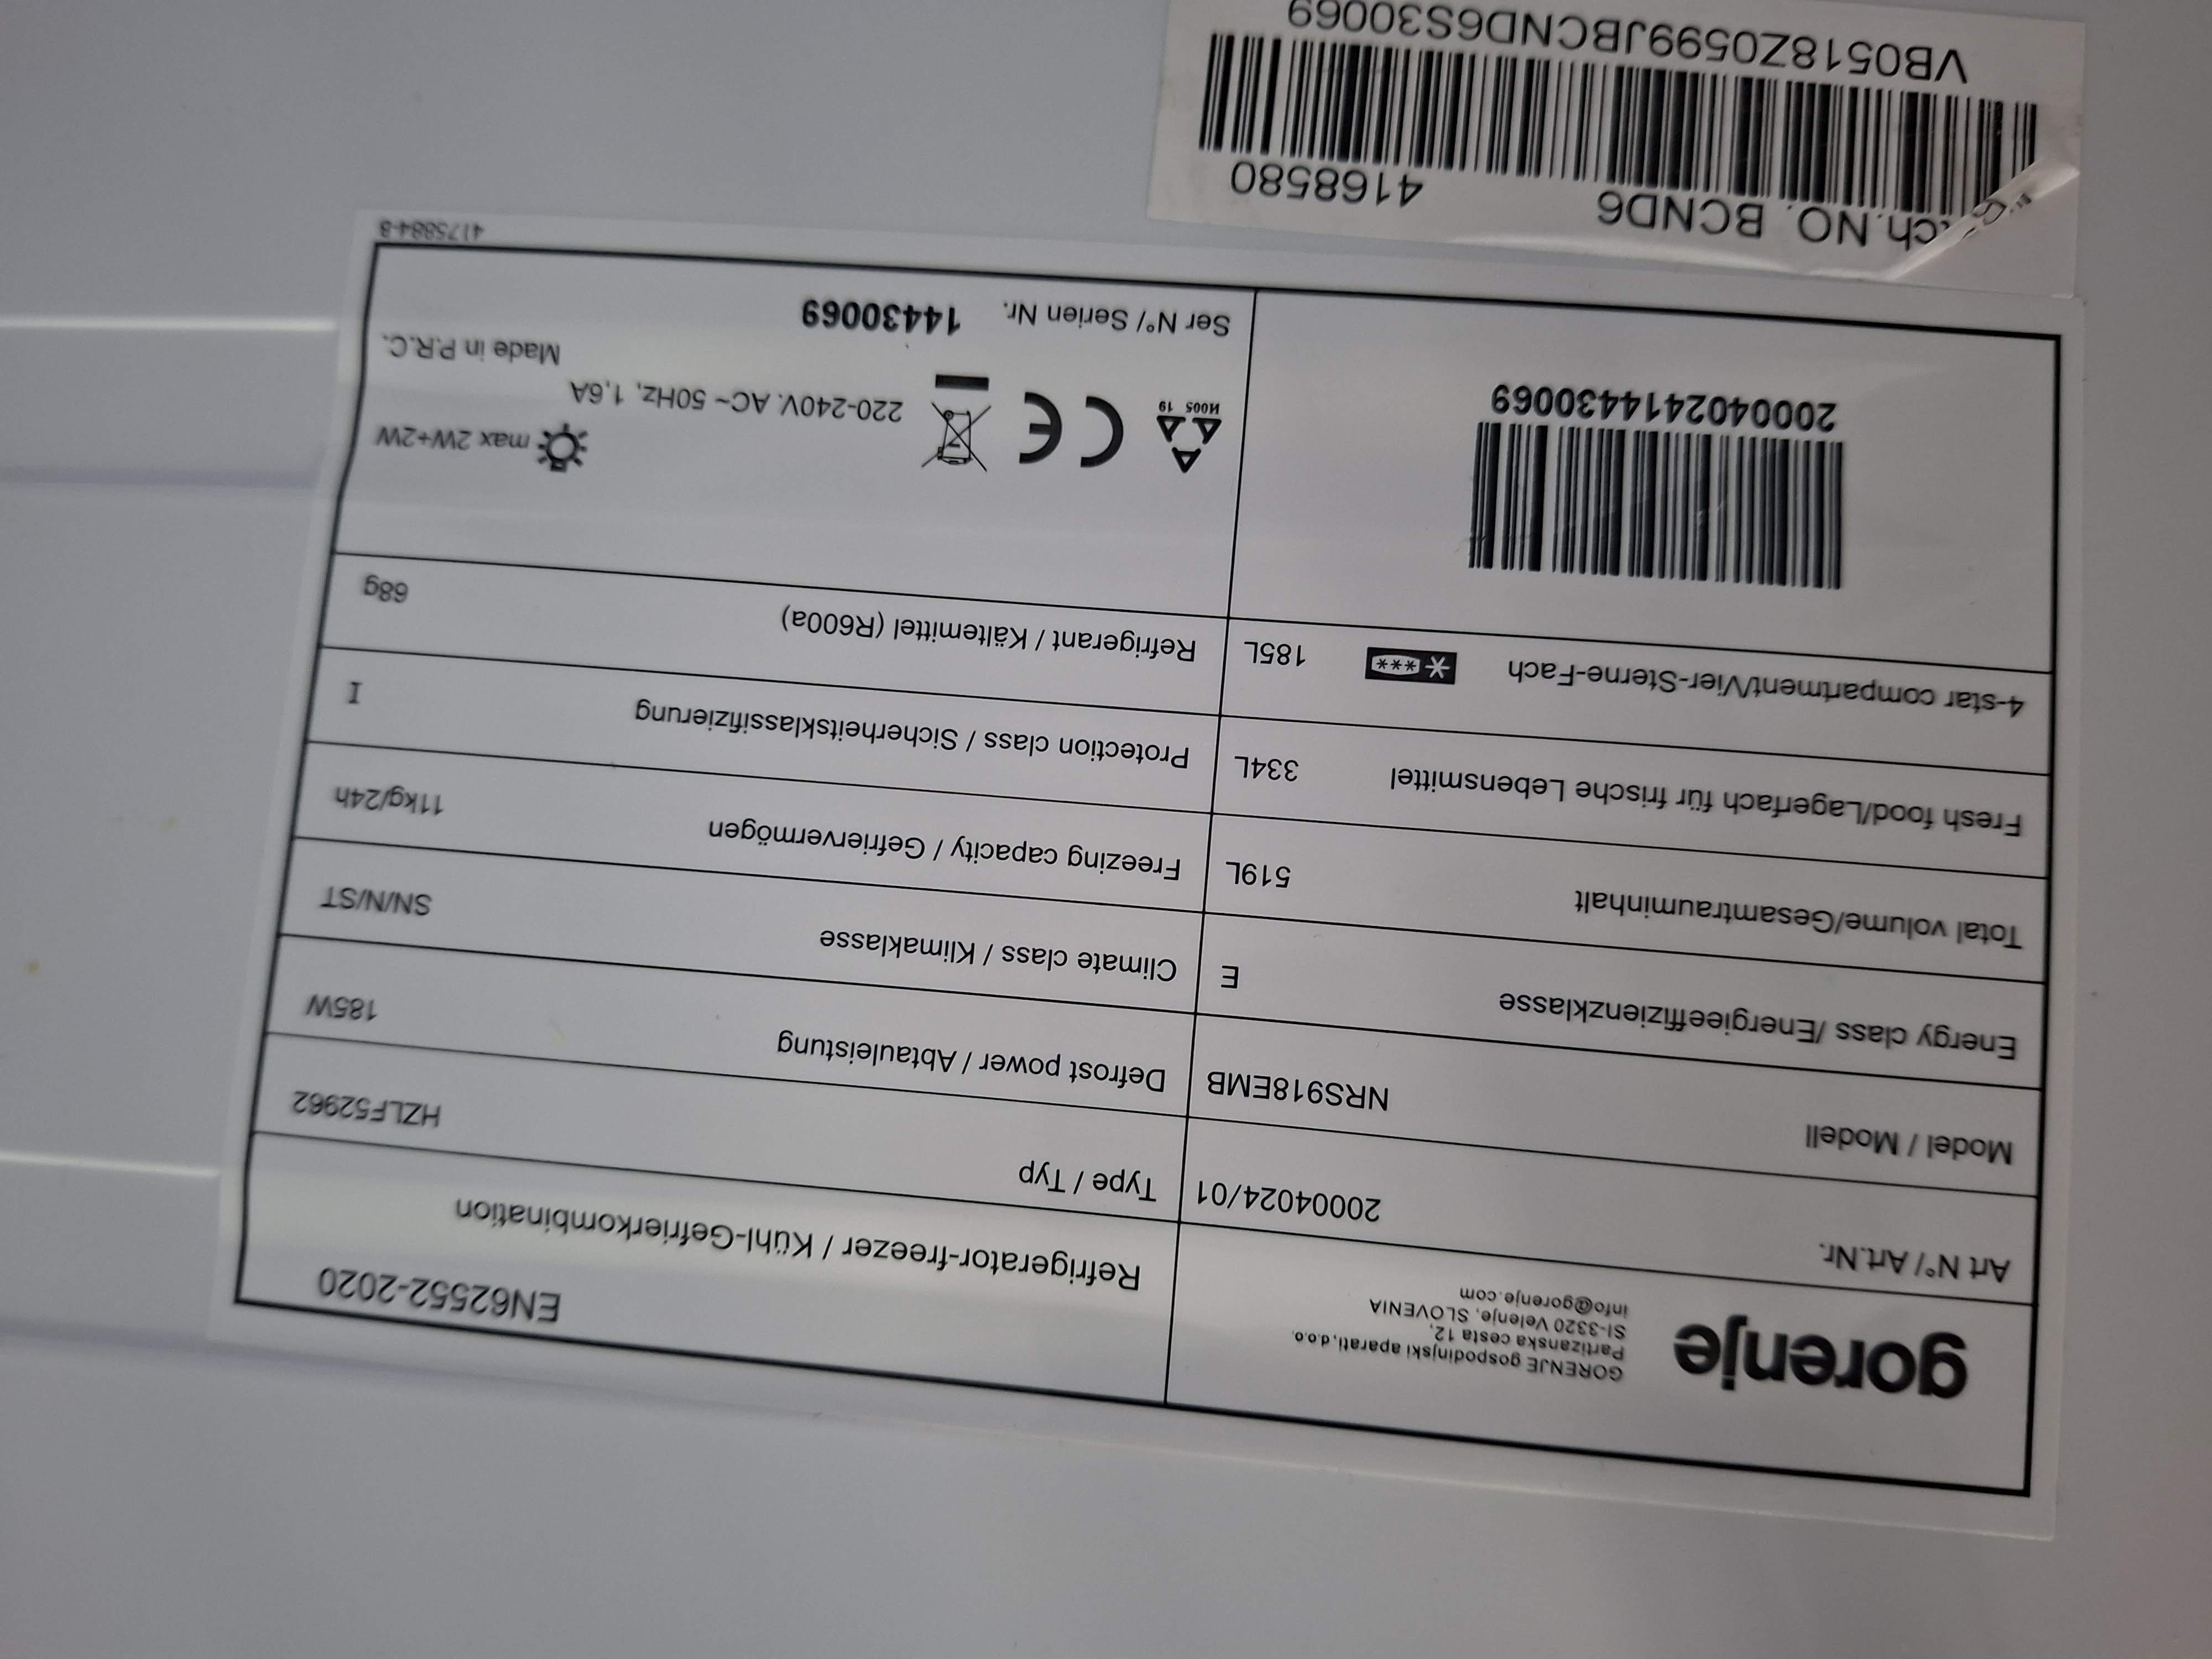 gorenje
GORENJE gospodinjski aparati, d.o.o.
Partizanska cesta 12,
SI-3320 Velenje, SLOVENIA
info@gorenje.com
EN62552-2020
Refrigerator-freezer / Kühl-Gefrierkombination
Art N°/ Art.Nr. 20004024/01
Type / Typ HZLF52962
Model / Modell NRS918EMB
Defrost power / Abtauleistung 185W
Energy class /Energieeffizienzklasse E
Climate class / Klimaklasse SN/N/ST
Total volume/Gesamtrauminhalt 519L
Freezing capacity / Gefriervermögen 11kg/24h
Fresh food/Lagerfach für frische Lebensmittel 334L
Protection class / Sicherheitsklassifizierung I
4-star compartment/Vier-Sterne-Fach 185L
Refrigerant / Kältemittel (R600a) 68g
2000402414430069
И005 19
220-240V. AC~ 50Hz, 1,6A
max 2W+2W
Made in P.R.C.
Ser N°/ Serien Nr. 14430069
4175884-8
ch.NO. BCND6 4168580
VB0518Z0599JBCND6S30069